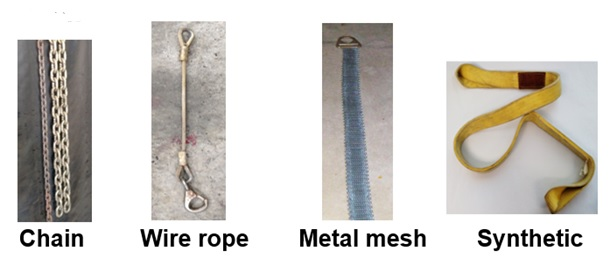 Chain
Wire rope
Metal mesh
Synthetic